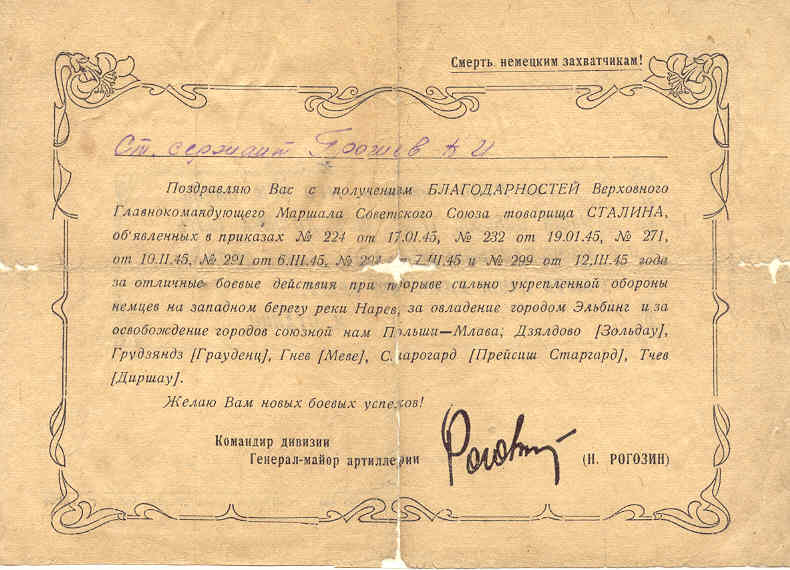 Смерть немецким захватчикам!
Ст. сержант К И
Поздравляю Вас с получением БЛАГОДАРНОСТЕЙ Верховного
Главнокомандующего Маршала Советского Союза товарища СТАЛИНА,
об'явленных в приказах № 224 от 17.01.45, № 232 от 19.01.45, № 271,
от 10.II.45, № 291 от 6.III.45, № от 7.III.45 и № 299 от 12.III.45 года
за отличные боевые действия при прорыве сильно укрепленной обороны
немцев на западном берегу реки Нарев, за овладение городом Эльбинг и за
освобождение городов союзной нам Польши—Млава, Дзялдово [Зольдау],
Грудзяндз [Грауденц], Гнев [Меве], Старогард [Прейсиш Старгард], Тчев
[Диршау].
Желаю Вам новых боевых успехов!
Командир дивизии
Генерал-майор артиллерии
(Н. РОГОЗИН)